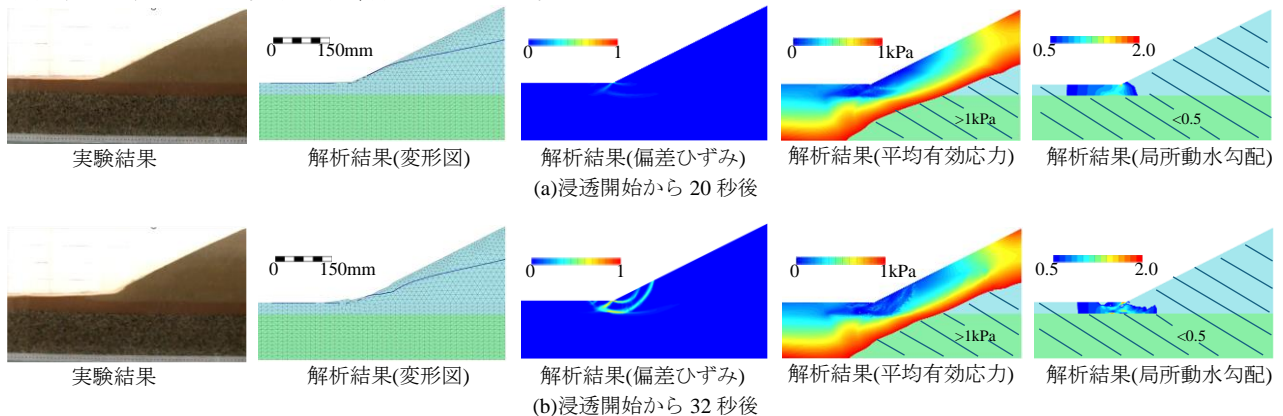 0 150mm
0 1
0 1kPa
0.5 2.0
>1kPa
<0.5
実験結果
解析結果(変形図)
解析結果(偏差ひずみ)
解析結果(平均有効応力)
解析結果(局所動水勾配)
(a)浸透開始から 20 秒後
0 150mm
0 1
0 1kPa
0.5 2.0
>1kPa
<0.5
実験結果
解析結果(変形図)
解析結果(偏差ひずみ)
解析結果(平均有効応力)
解析結果(局所動水勾配)
(b)浸透開始から 32 秒後